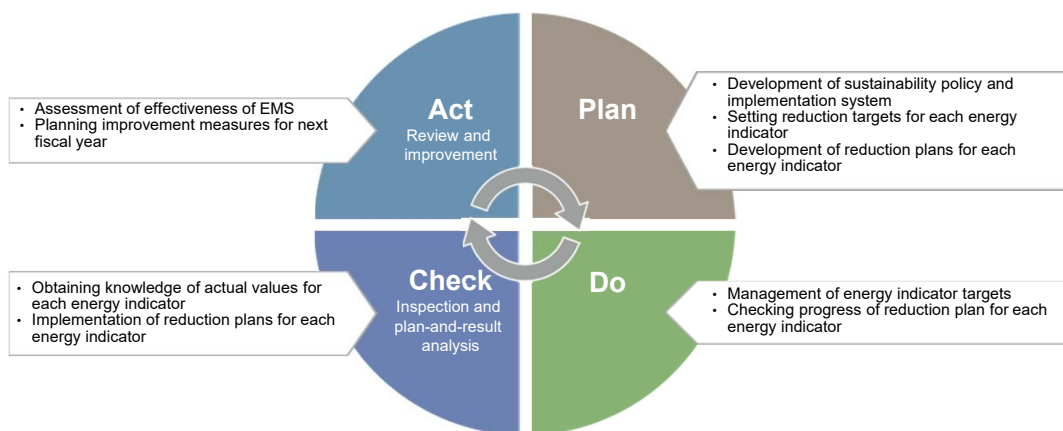 Act
Review and
improvement
• Assessment of effectiveness of EMS
• Planning improvement measures for next
fiscal year
Plan
• Development of sustainability policy and
implementation system
• Setting reduction targets for each energy
indicator
• Development of reduction plans for each
energy indicator
Check
Inspection and
plan-and-result
analysis
• Obtaining knowledge of actual values for
each energy indicator
• Implementation of reduction plans for each
energy indicator
Do
• Management of energy indicator targets
• Checking progress of reduction plan for each
energy indicator